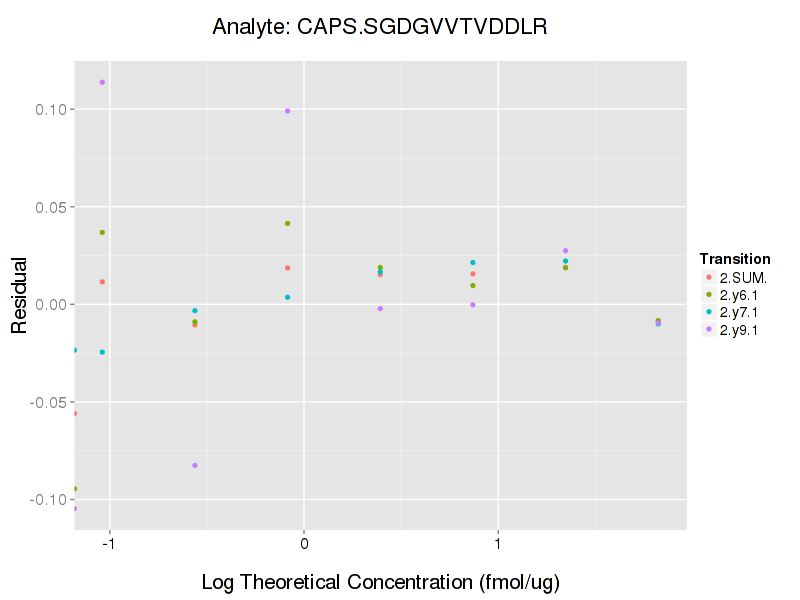 Analyte: CAPS.SGDGVVTVDDLR
0.10
0.05
0.00
-0.05
-0.10
Residual
-1
0
1
Log Theoretical Concentration (fmol/ug)
Transition
2.SUM.
2.y6.1
2.y7.1
2.y9.1